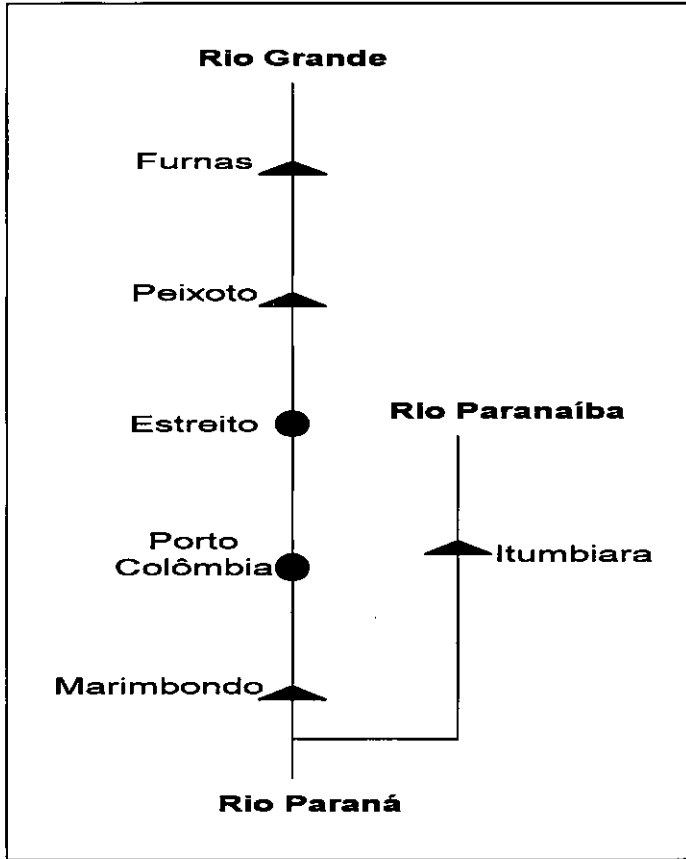 Rio Grande
Furnas
Peixoto
Estreito
Rio Paranaíba
Porto
Colômbia
Itumbiara
Marimbondo
Rio Paraná